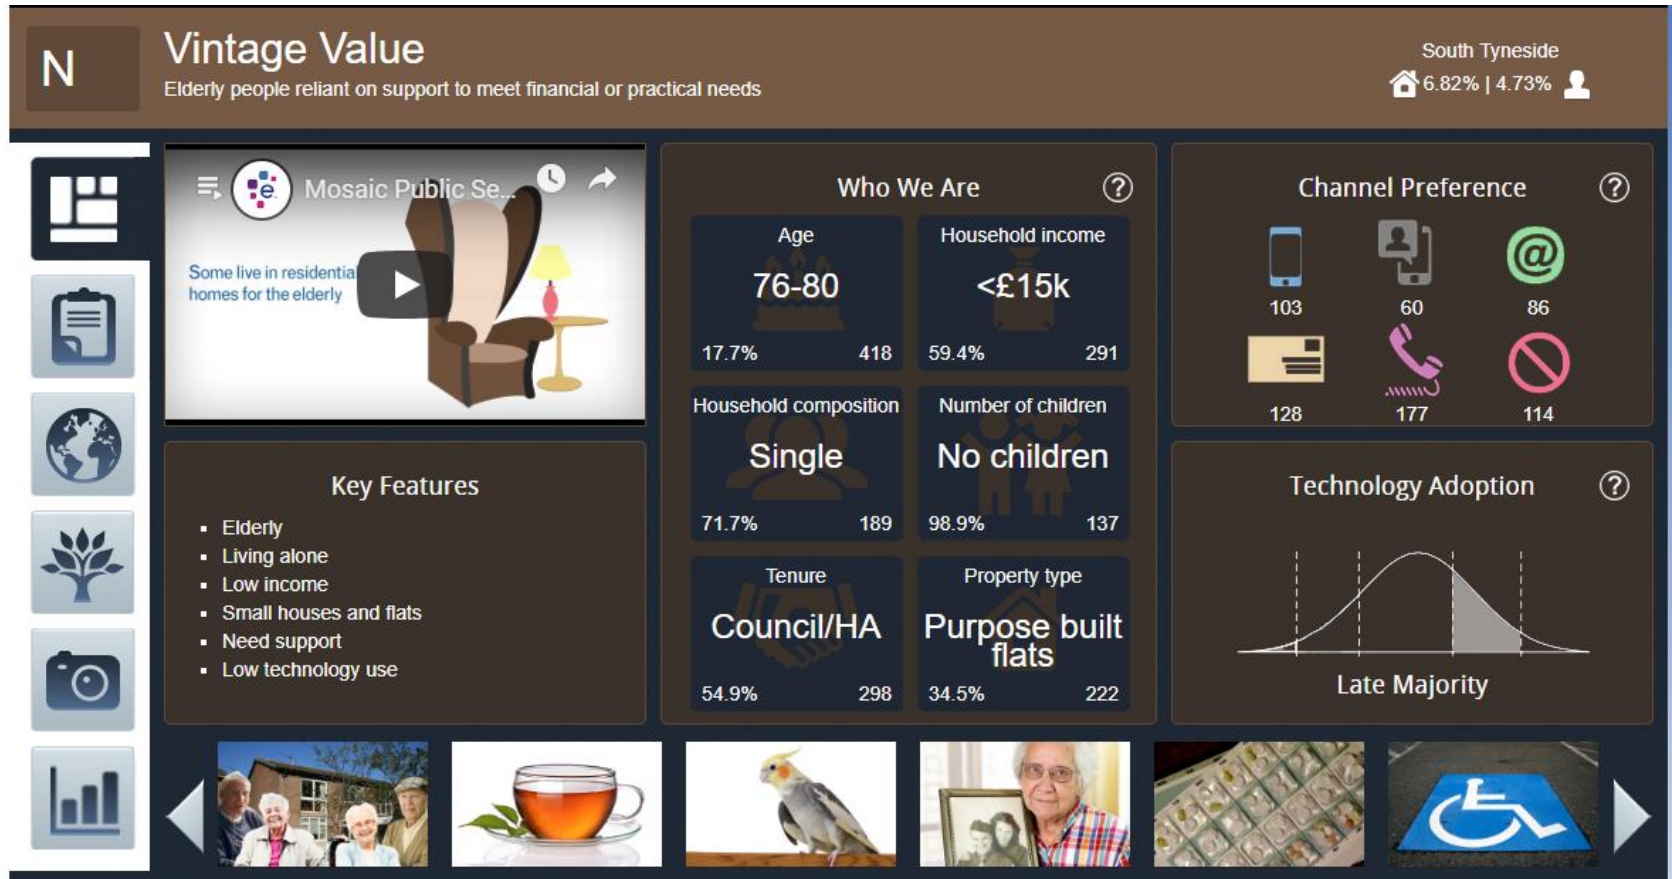 N
Vintage Value
Elderly people reliant on support to meet financial or practical needs
South Tyneside
6.82% | 4.73%
e
Mosaic Public Se...
Some live in residential
homes for the elderly
Key Features
Elderly
Living alone
Low income
Small houses and flats
Need support
Low technology use
Who We Are
?
Age
76-80
17.7% 418
Household income
<£15k
59.4% 291
Household composition
Single
71.7% 189
Number of children
No children
98.9% 137
Tenure
Council/HA
54.9% 298
Property type
Purpose built
flats
34.5% 222
Channel Preference
?
@
103 60 86
128 177 114
Technology Adoption
?
Late Majority